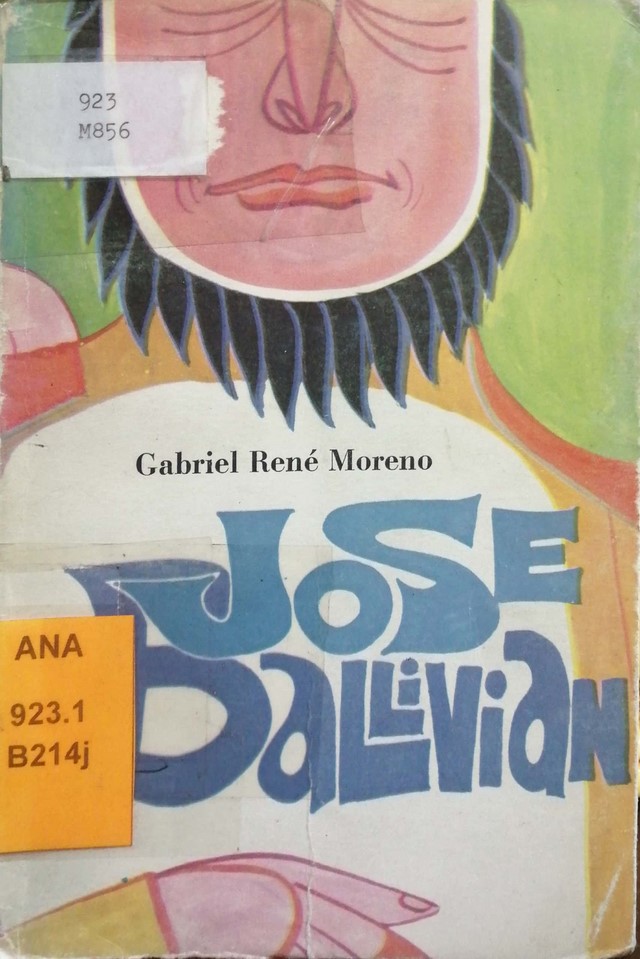 923
M856
Gabriel René Moreno
JOSE
BALLIVIAN
ANA
923.1
B214j